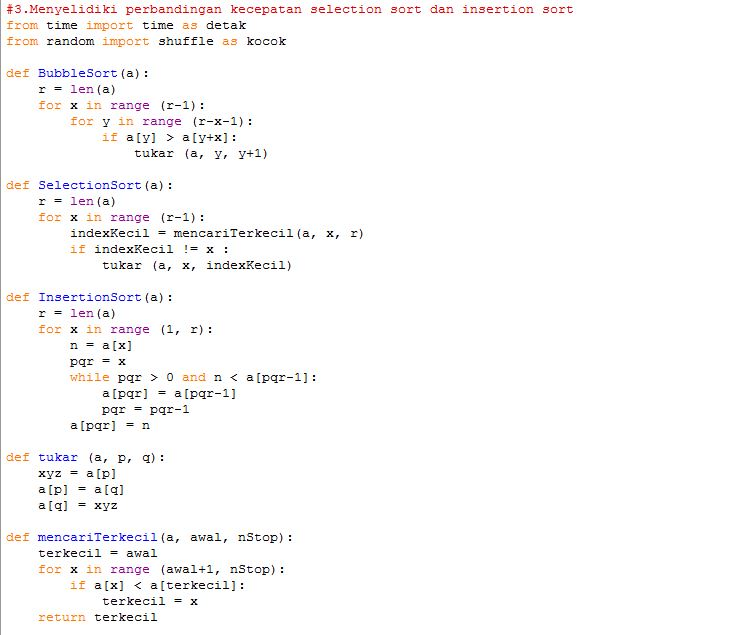 #3.Menyelidiki perbandingan kecepatan selection sort dan insertion sort
from time import time as detak
from random import shuffle as kocok

def BubbleSort(a):
    r = len(a)
    for x in range (r-1):
        for y in range (r-x-1):
            if a[y] > a[y+x]:
                tukar (a, y, y+1)

def SelectionSort(a):
    r = len(a)
    for x in range (r-1):
        indexKecil = mencariTerkecil(a, x, r)
        if indexKecil != x :
            tukar (a, x, indexKecil)

def InsertionSort(a):
    r = len(a)
    for x in range (1, r):
        n = a[x]
        pqr = x
        while pqr > 0 and n < a[pqr-1]:
            a[pqr] = a[pqr-1]
            pqr = pqr-1
        a[pqr] = n

def tukar (a, p, q):
    xyz = a[p]
    a[p] = a[q]
    a[q] = xyz

def mencariTerkecil(a, awal, nStop):
    terkecil = awal
    for x in range (awal+1, nStop):
        if a[x] < a[terkecil]:
            terkecil = x
    return terkecil